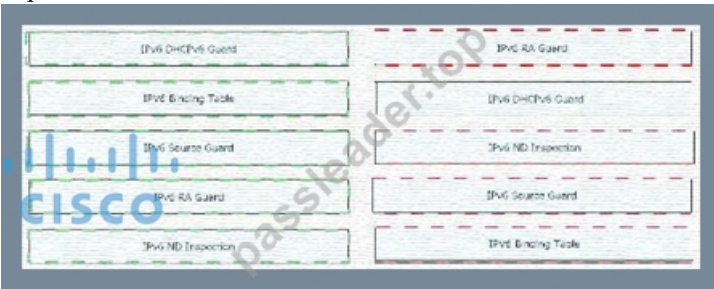 IPv6 DHCPv6 Guard
IPv6 Binding Table
IPv6 Source Guard
IPv6 RA Guard
IPv6 ND Inspection
IPv6 RA Guard
IPv6 DHCPv6 Guard
IPv6 ND Inspection
IPv6 Source Guard
IPv6 Binding Table
CISCO
passleader.top